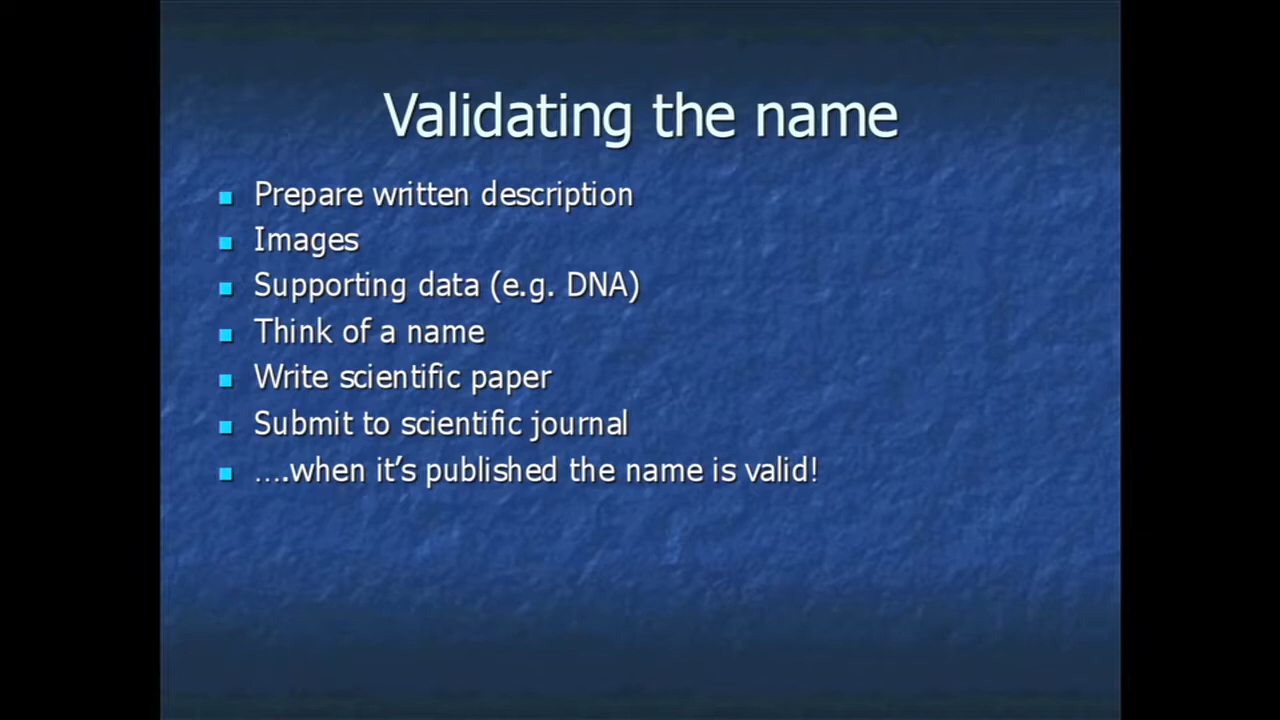 Validating the name
Prepare written description
Images
Supporting data (e.g. DNA)
Think of a name
Write scientific paper
Submit to scientific journal
….when it’s published the name is valid!